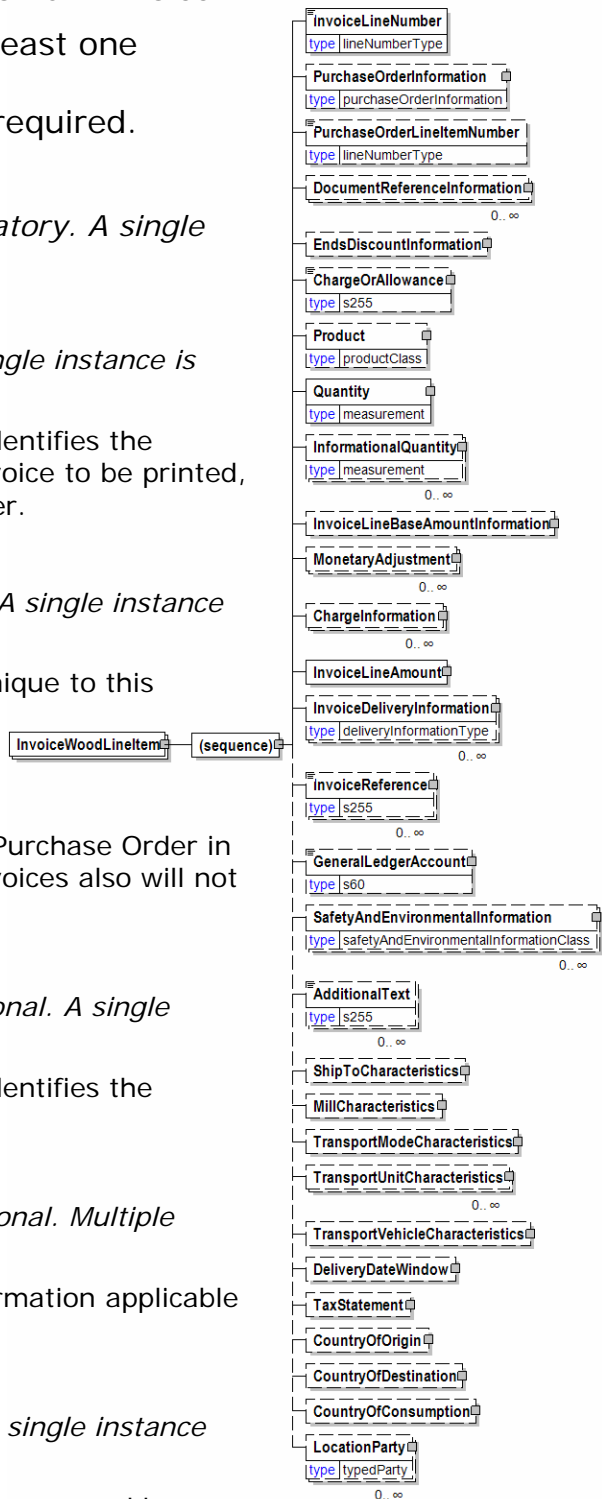 east one
required.
atory. A single
ngle instance is
dentifies the
voice to be printed,
er.
A single instance
nique to this
Purchase Order in
voices also will not
onal. A single
dentifies the
onal. Multiple
rmation applicable
single instance
InvoiceWoodLineItem
(sequence)
InvoiceLineNumber
type lineNumberType
PurchaseOrderInformation
type purchaseOrderInformation
PurchaseOrderLineItemNumber
type lineNumberType
DocumentReferenceInformation
0.. ∞
EndsDiscountInformation
ChargeOrAllowance
type s255
Product
type productClass
Quantity
type measurement
InformationalQuantity
type measurement
0.. ∞
InvoiceLineBaseAmountInformation
MonetaryAdjustment
0.. ∞
ChargeInformation
0.. ∞
InvoiceLineAmount
InvoiceDeliveryInformation
type deliveryInformationType
0.. ∞
InvoiceReference
type s255
0.. ∞
GeneralLedgerAccount
type s60
SafetyAndEnvironmentalInformation
type safetyAndEnvironmentalInformationClass
0.. ∞
AdditionalText
type s255
0.. ∞
ShipToCharacteristics
MillCharacteristics
TransportModeCharacteristics
TransportUnitCharacteristics
0.. ∞
TransportVehicleCharacteristics
DeliveryDateWindow
TaxStatement
CountryOfOrigin
CountryOfDestination
CountryOfConsumption
LocationParty
type typedParty
0.. ∞